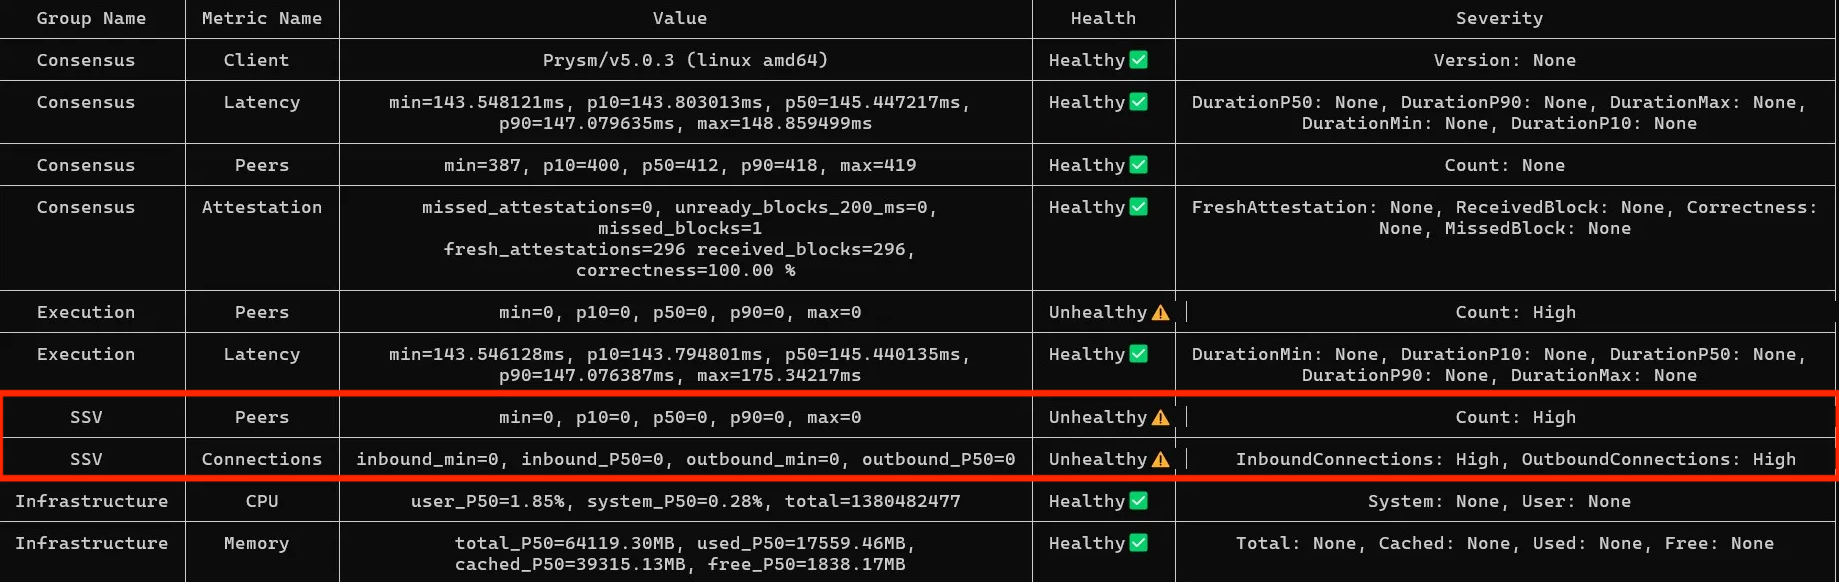 Group Name Metric Name Value Health Severity
Consensus Client Prysm/v5.0.3 (linux amd64) Healthy✅ Version: None
Consensus Latency min=143.548121ms, p10=143.803013ms, p50=145.447217ms, Healthy✅ DurationP50: None, DurationP90: None, DurationMax: None,
p90=147.079635ms, max=148.859499ms DurationMin: None, DurationP10: None
Consensus Peers min=387, p10=400, p50=412, p90=418, max=419 Healthy✅ Count: None
Consensus Attestation missed_attestations=0, unready_blocks_200_ms=0, Healthy✅ FreshAttestation: None, ReceivedBlock: None, Correctness:
missed_blocks=1 None, MissedBlock: None
fresh_attestations=296 received_blocks=296,
correctness=100.00 %
Execution Peers min=0, p10=0, p50=0, p90=0, max=0 Unhealthy⚠️ Count: High
Execution Latency min=143.546128ms, p10=143.794801ms, p50=145.440135ms, Healthy✅ DurationMin: None, DurationP10: None, DurationP50: None,
p90=147.076387ms, max=175.34217ms DurationP90: None, DurationMax: None
SSV Peers min=0, p10=0, p50=0, p90=0, max=0 Unhealthy⚠️ Count: High
SSV Connections inbound_min=0, inbound_P50=0, outbound_min=0, outbound_P50=0 Unhealthy⚠️ InboundConnections: High, OutboundConnections: High
Infrastructure CPU user_P50=1.85%, system_P50=0.28%, total=1380482477 Healthy✅ System: None, User: None
Infrastructure Memory total_P50=64119.30MB, used_P50=17559.46MB, Healthy✅ Total: None, Cached: None, Used: None, Free: None
cached_P50=39315.13MB, free_P50=1838.17MB